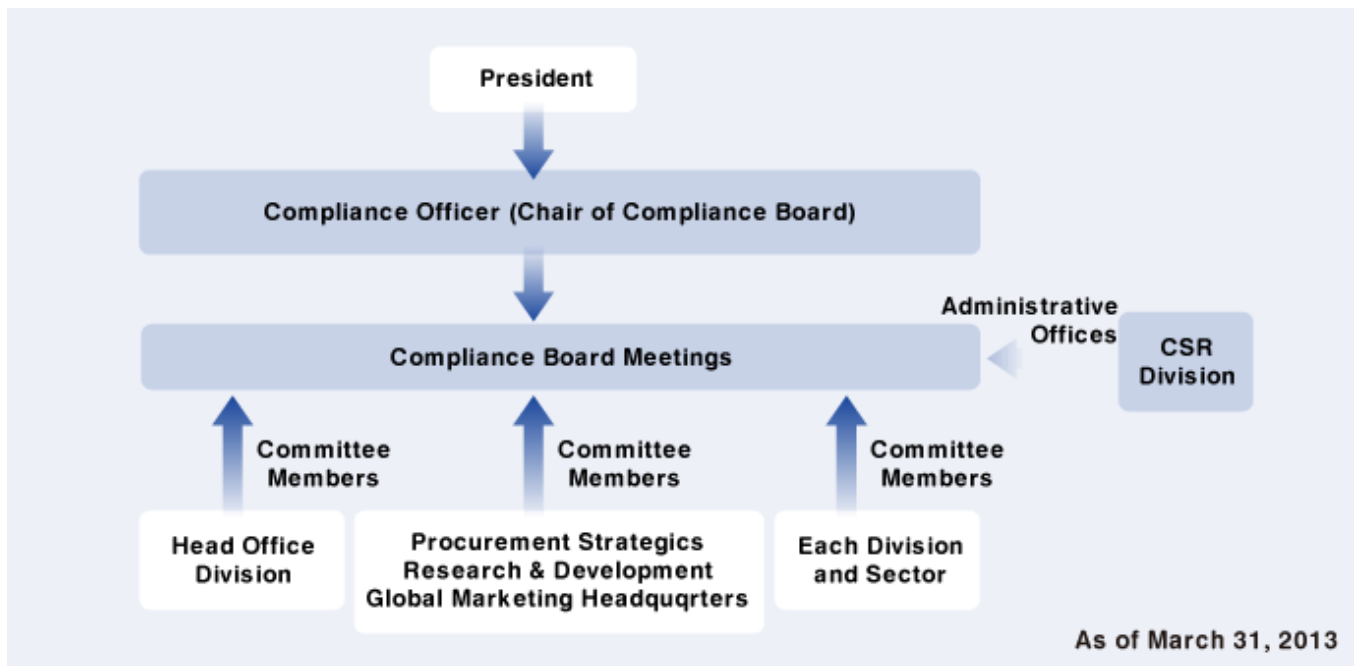 President
Compliance Officer (Chair of Compliance Board)
Administrative
Offices
Compliance Board Meetings
CSR
Division
Committee
Members
Committee
Members
Committee
Members
Head Office
Division
Procurement Strategics
Research & Development
Global Marketing Headquqrters
Each Division
and Sector
As of March 31, 2013